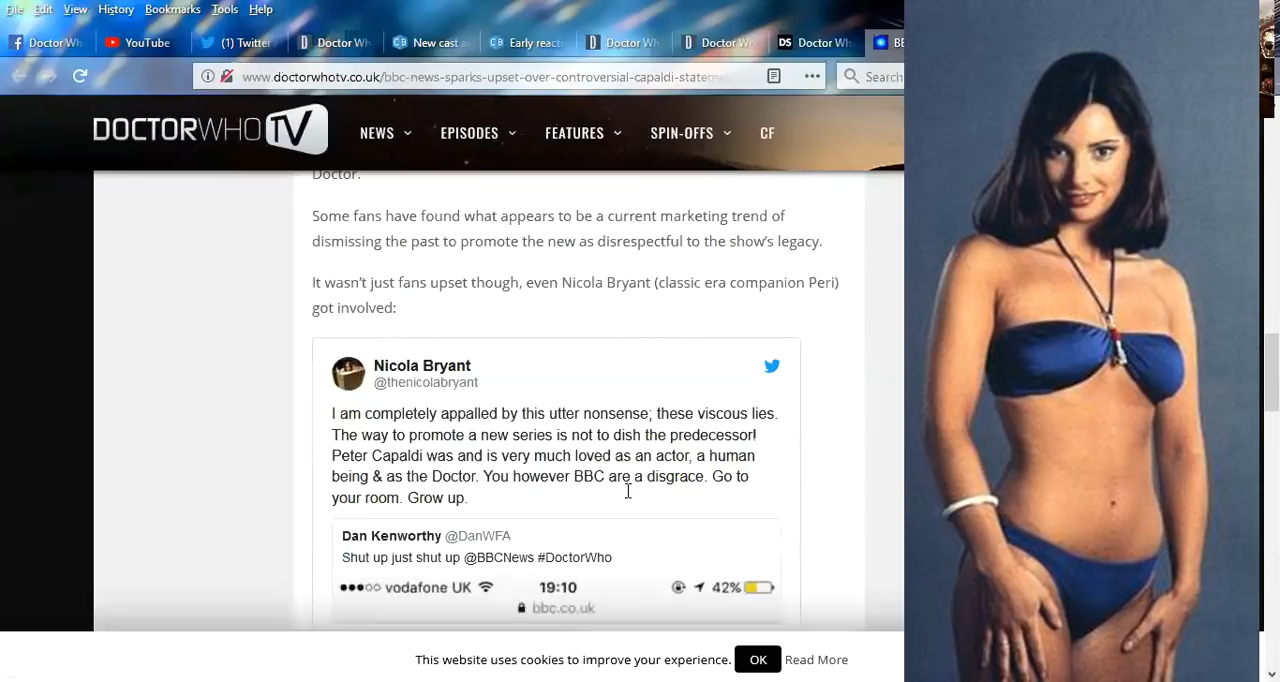 File Edit View History Bookmarks Tools Help
Doctor Wh YouTube (1) Twitter Doctor Wh New cast a Early react Doctor Wh Doctor Wh DS Doctor Wh BB
www.doctorwhotv.co.uk/bbc-news-sparks-upset-over-controversial-capaldi-stateme Search
DOCTORWHOTV NEWS EPISODES FEATURES SPIN-OFFS CF
Doctor.
Some fans have found what appears to be a current marketing trend of
dismissing the past to promote the new as disrespectful to the show's legacy.
It wasn't just fans upset though, even Nicola Bryant (classic era companion Peri)
got involved:
Nicola Bryant
@thenicolabryant
I am completely appalled by this utter nonsense; these viscous lies.
The way to promote a new series is not to dish the predecessor!
Peter Capaldi was and is very much loved as an actor, a human
being & as the Doctor. You however BBC are a disgrace. Go to
your room. Grow up.
Dan Kenworthy @DanWFA
Shut up just shut up @BBCNews #DoctorWho
vodafone UK 19:10 42%
bbc.co.uk
This website uses cookies to improve your experience. OK Read More